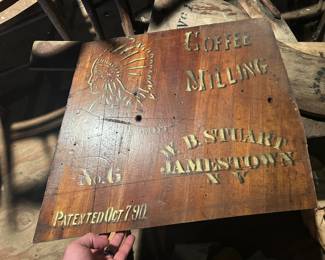 COFFEE
MILLING
W. B. STUART
JAMESTOWN
N Y
No. 6
PATENTED OCT 7 90